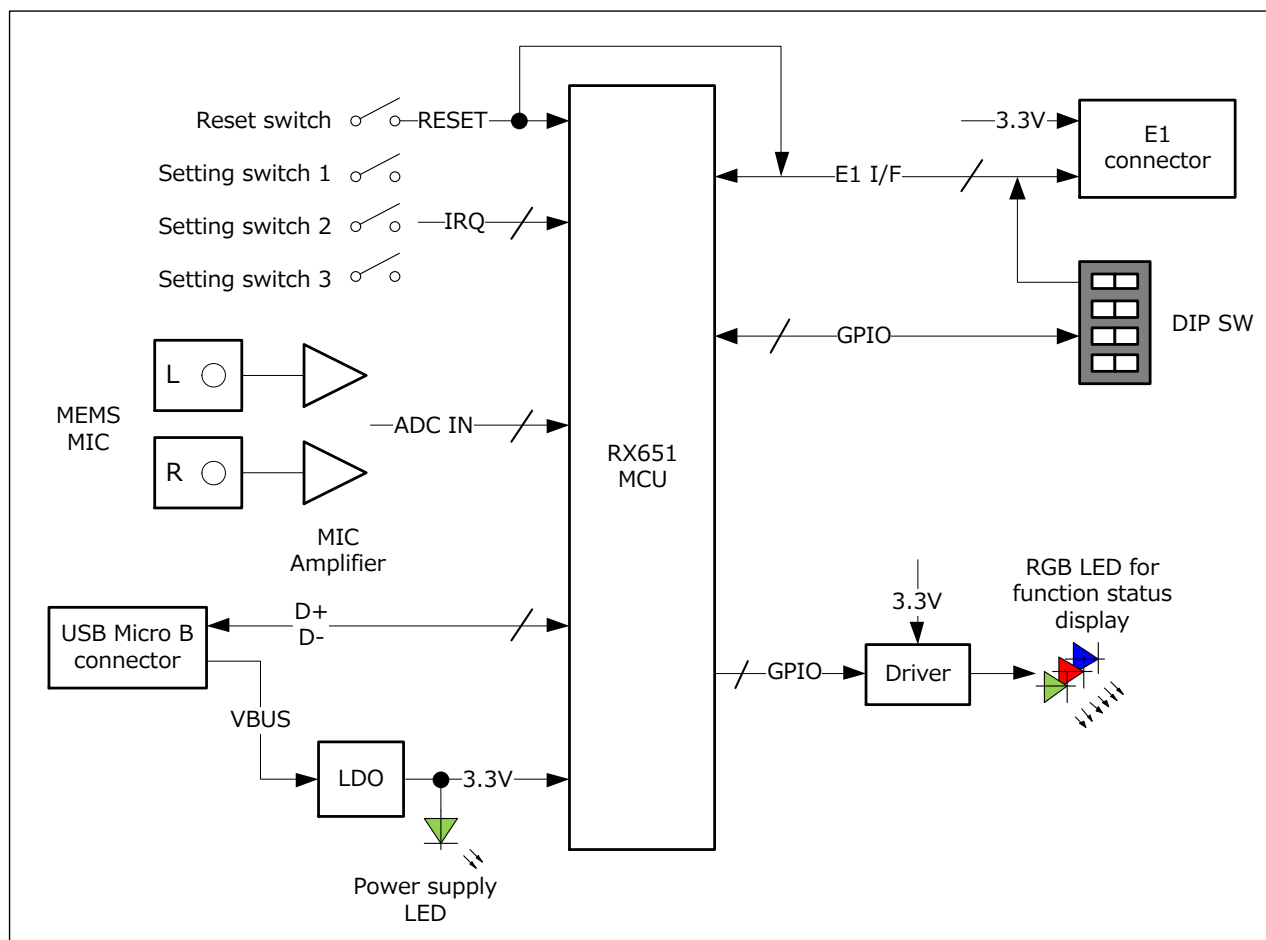 Reset switch
RESET
Setting switch 1
Setting switch 2
IRQ
Setting switch 3
L
MEMS
MIC
R
ADC IN
MIC
Amplifier
USB Micro B
connector
D+
D-
VBUS
LDO
3.3V
Power supply
LED
RX651
MCU
3.3V
E1
connector
E1 I/F
GPIO
DIP SW
3.3V
GPIO
Driver
RGB LED for
function status
display